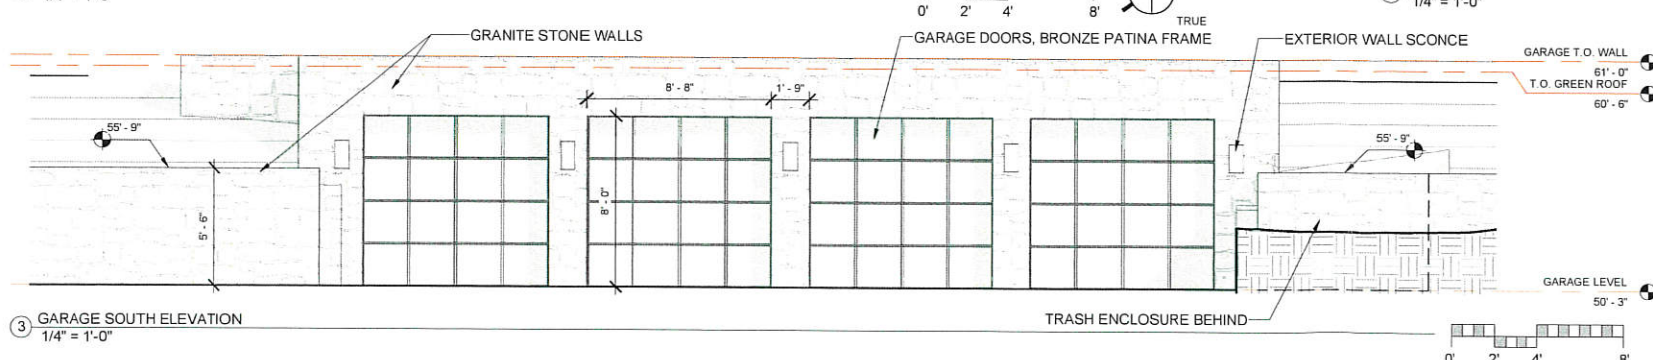 0' 2' 4' 8'
TRUE
1/4" = 1'-0"
GRANITE STONE WALLS
GARAGE DOORS, BRONZE PATINA FRAME
EXTERIOR WALL SCONCE
GARAGE T.O. WALL
61' - 0"
T.O. GREEN ROOF
60' - 6"
8' - 8"
1' - 9"
55' - 9"
55' - 9"
5' - 6"
8' - 0"
GARAGE LEVEL
50' - 3"
3 GARAGE SOUTH ELEVATION
1/4" = 1'-0"
TRASH ENCLOSURE BEHIND
0' 2' 4' 8'